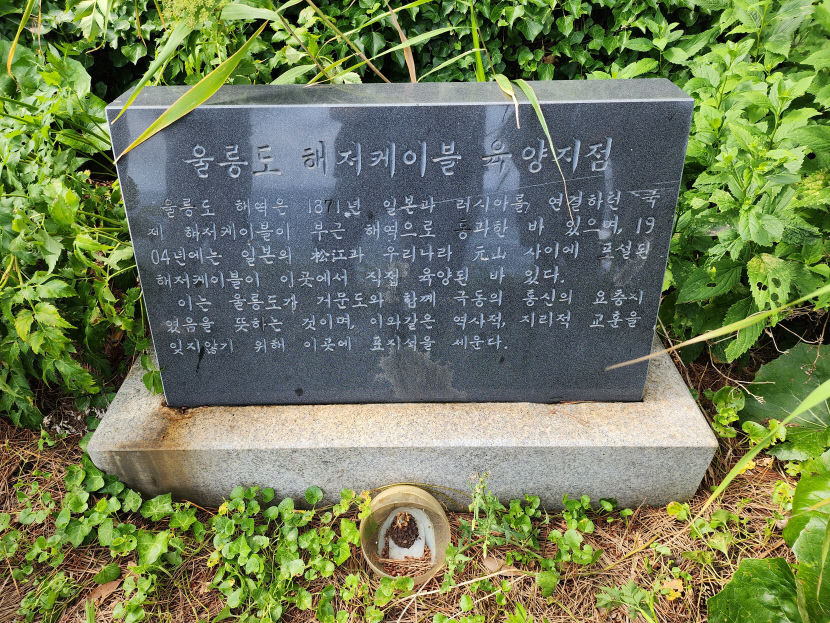 울릉도 해저케이블 육양지점
울릉도 해역은 1871년 일본과 러시아를 연결하던 국
제 해저케이블이 부근 해역으로 통과한 바 있으며, 19
04년에는 일본의 松江과 우리나라 元山 사이에 포설된
해저케이블이 이곳에서 직접 육양된 바 있다.
이는 울릉도가 거문도와 함께 극동의 통신의 요충지
였음을 뜻하는 것이며, 이와같은 역사적, 지리적 교훈을
잊지않기 위해 이곳에 표지석을 세운다.